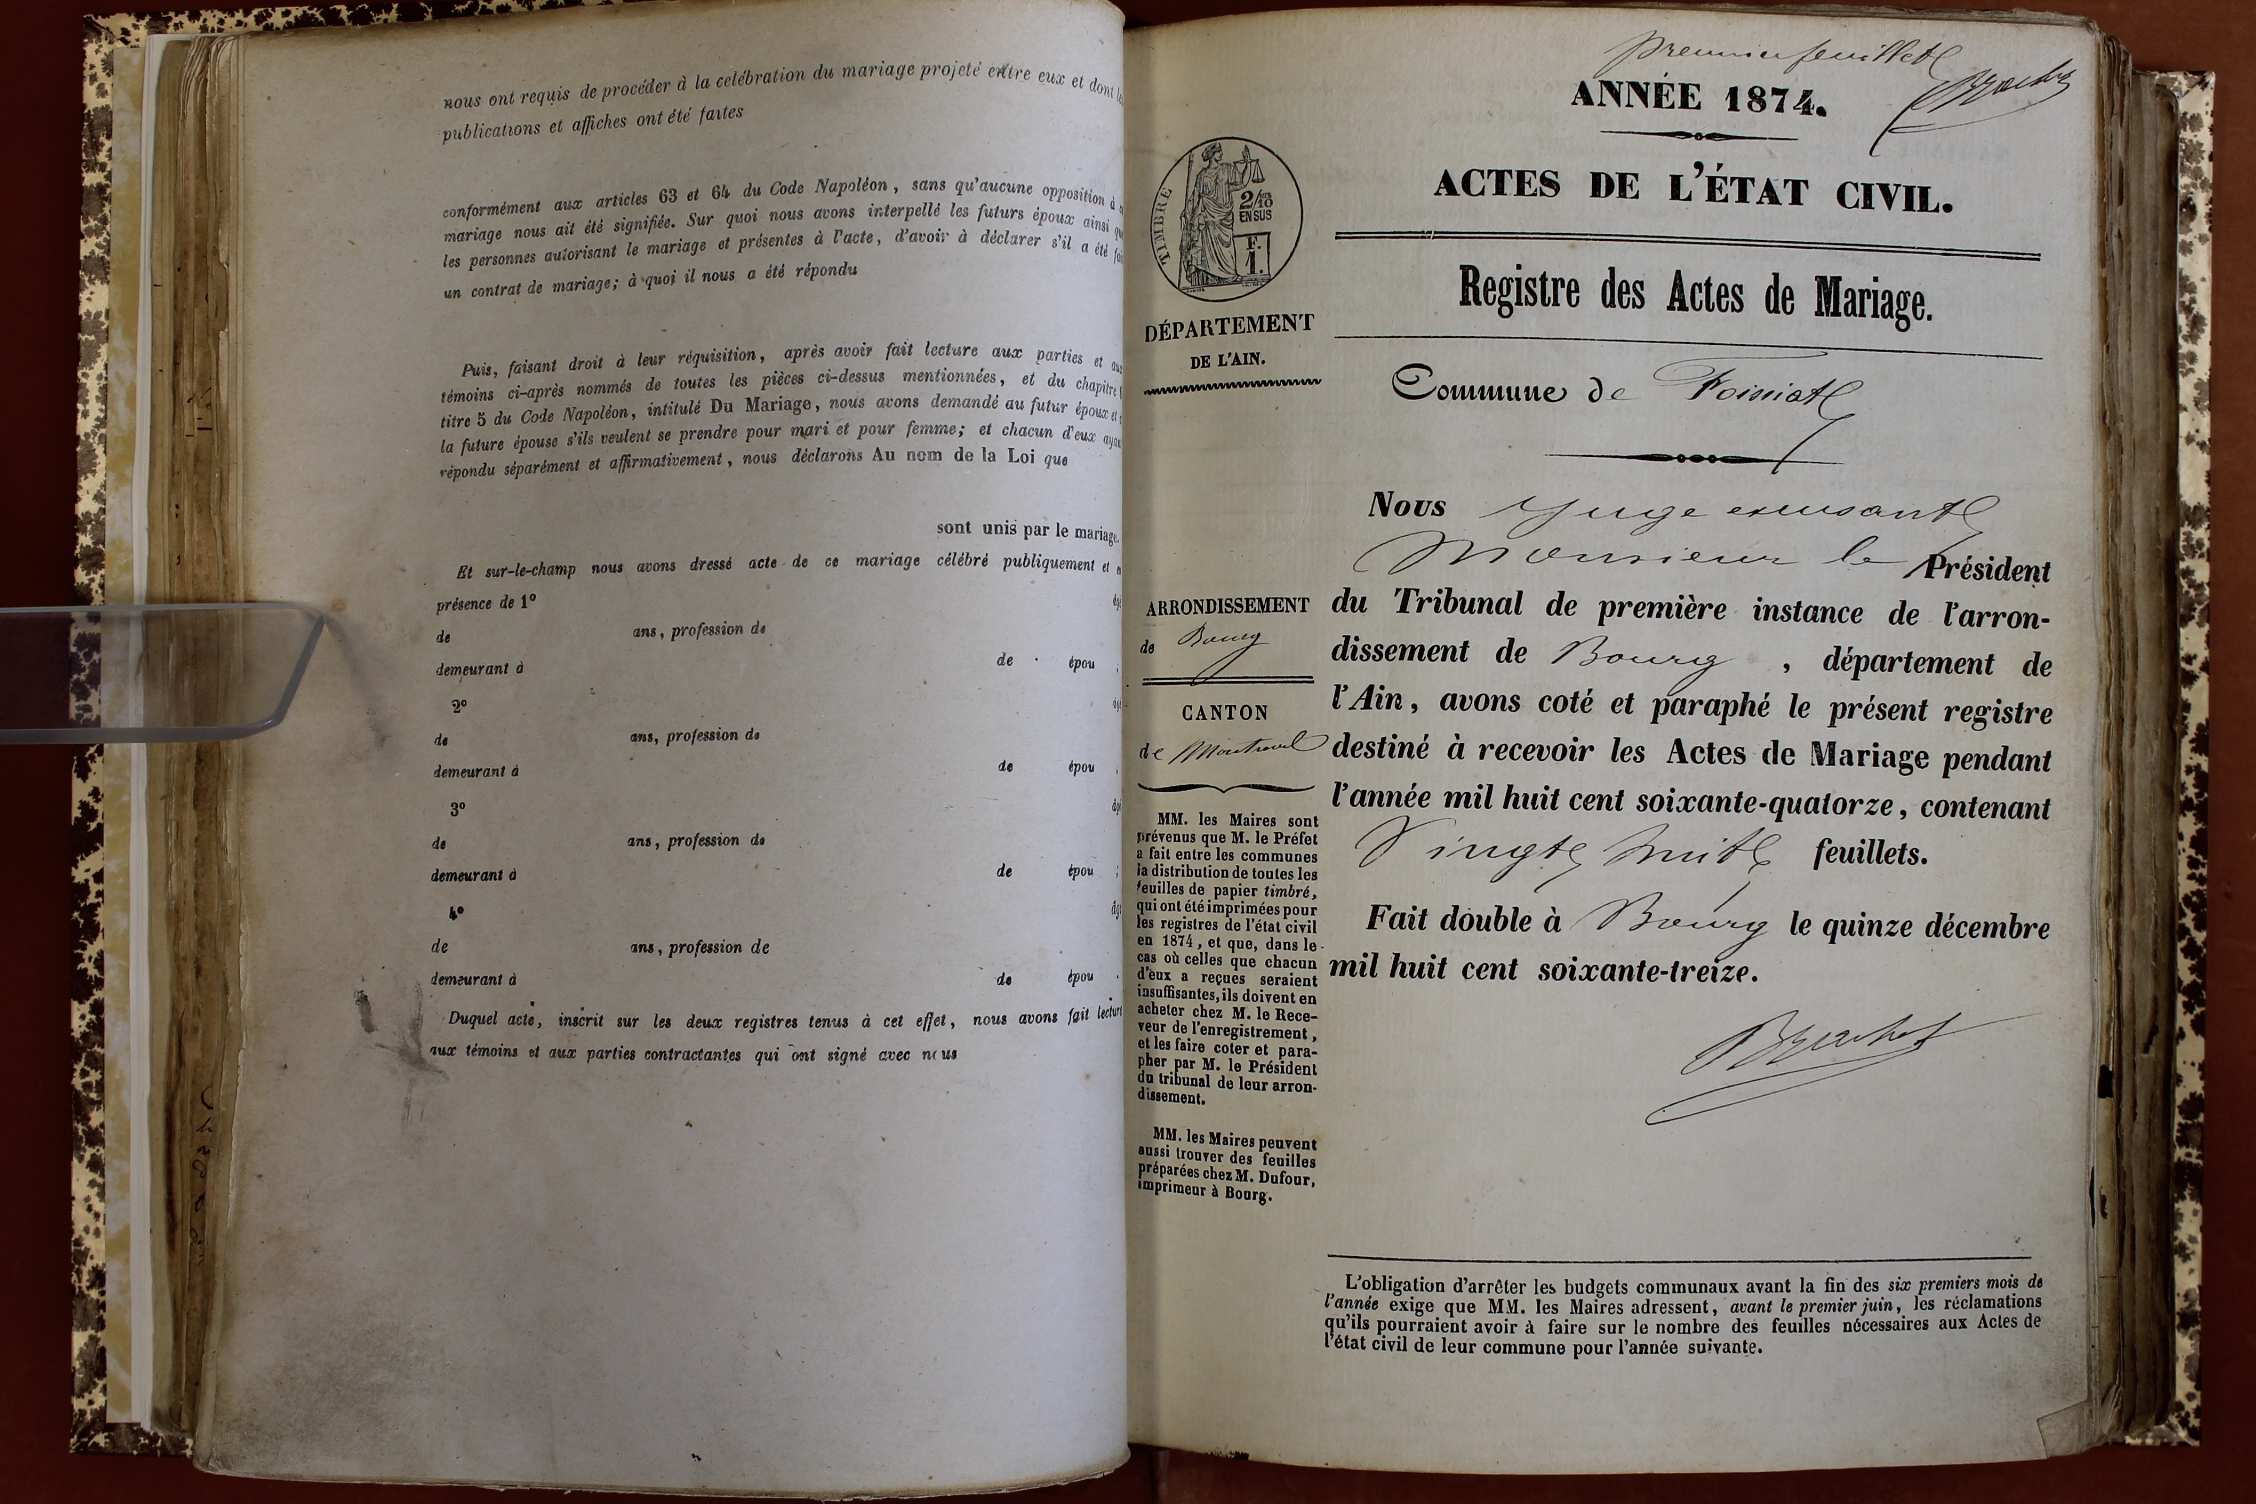 nous ont requis de procéder à la celébration du mariage projeté entre eux et dont
publications et affiches ont été faites
conformément aux articles 63 et 64 du Code Napoléon, sans qu'aucune opposition à
mariage nous ait été signifiée. Sur quoi nous avons interpellé les futurs époux ainsi
les personnes autorisant le mariage et présentes à l'acte, d'avoir à déclarer s'il a été
un contrat de mariage; à quoi il nous a été répondu
Puis, faisant droit à leur réquisition, après avoir fait lecture aux parties et
témoins ci-après nommés de toutes les pièces ci-dessus mentionnées, et du chapitre
titre 5 du Code Napoléon, intitulé Du Mariage, nous avons demandé au futur époux et
la future épouse s'ils veulent se prendre pour mari et pour femme; et chacun d'eux
répondu séparément et affirmativement, nous déclarons Au nom de la Loi que
sont unis par le mariage.
Et sur-le-champ nous avons dressé acte de ce mariage célébré publiquement et
présence de 1º
de ans, profession de
demeurant à de épou ;
2º
de ans, profession de
demeurant à de épou
3º
de ans, profession de
demeurant à de épou ;
4º
de ans, profession de
demeurant à de épou
Duquel acte, inscrit sur les deux registres tenus à cet effet, nous avons fait lecture
aux témoins et aux parties contractantes qui ont signé avec nous
premier feuillet
Brachet
ANNÉE 1874.
ACTES DE L'ÉTAT CIVIL.
Registre des Actes de Mariage.
TIMBRE
2/10
EN SUS
F.
1.
DÉPARTEMENT
DE L'AIN.
Commune de Foissiat
Nous Juge exerçant
Monsieur le Président
du Tribunal de première instance de l'arron-
dissement de Bourg, département de
l'Ain, avons coté et paraphé le présent registre
destiné à recevoir les Actes de Mariage pendant
l'année mil huit cent soixante-quatorze, contenant
Vingt huit feuillets.
Fait double à Bourg le quinze décembre
mil huit cent soixante-treize.
Brachet
ARRONDISSEMENT
de Bourg
CANTON
de Montrevel
MM. les Maires sont
prévenus que M. le Préfet
a fait entre les communes
la distribution de toutes les
feuilles de papier timbré,
qui ont été imprimées pour
les registres de l'état civil
en 1874, et que, dans le
cas où celles que chacun
d'eux a reçues seraient
insuffisantes, ils doivent en
acheter chez M. le Rece-
veur de l'enregistrement,
et les faire coter et para-
pher par M. le Président
du tribunal de leur arron-
dissement.
MM. les Maires peuvent
aussi trouver des feuilles
préparées chez M. Dufour,
imprimeur à Bourg.
L'obligation d'arrêter les budgets communaux avant la fin des six premiers mois de
l'année exige que MM. les Maires adressent, avant le premier juin, les réclamations
qu'ils pourraient avoir à faire sur le nombre des feuilles nécessaires aux Actes de
l'état civil de leur commune pour l'année suivante.